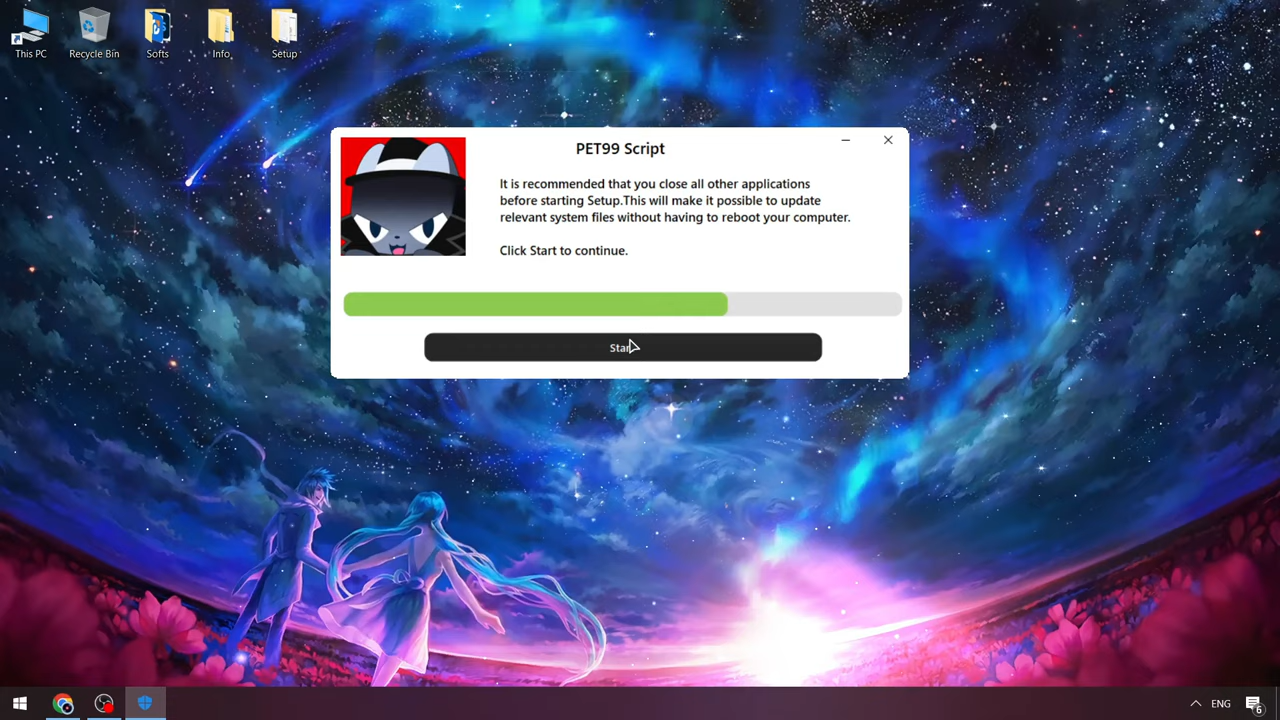 This PC
Recycle Bin
Softs
Info
Setup
PET99 Script
It is recommended that you close all other applications
before starting Setup.This will make it possible to update
relevant system files without having to reboot your computer.
Click Start to continue.
Start
ENG
6